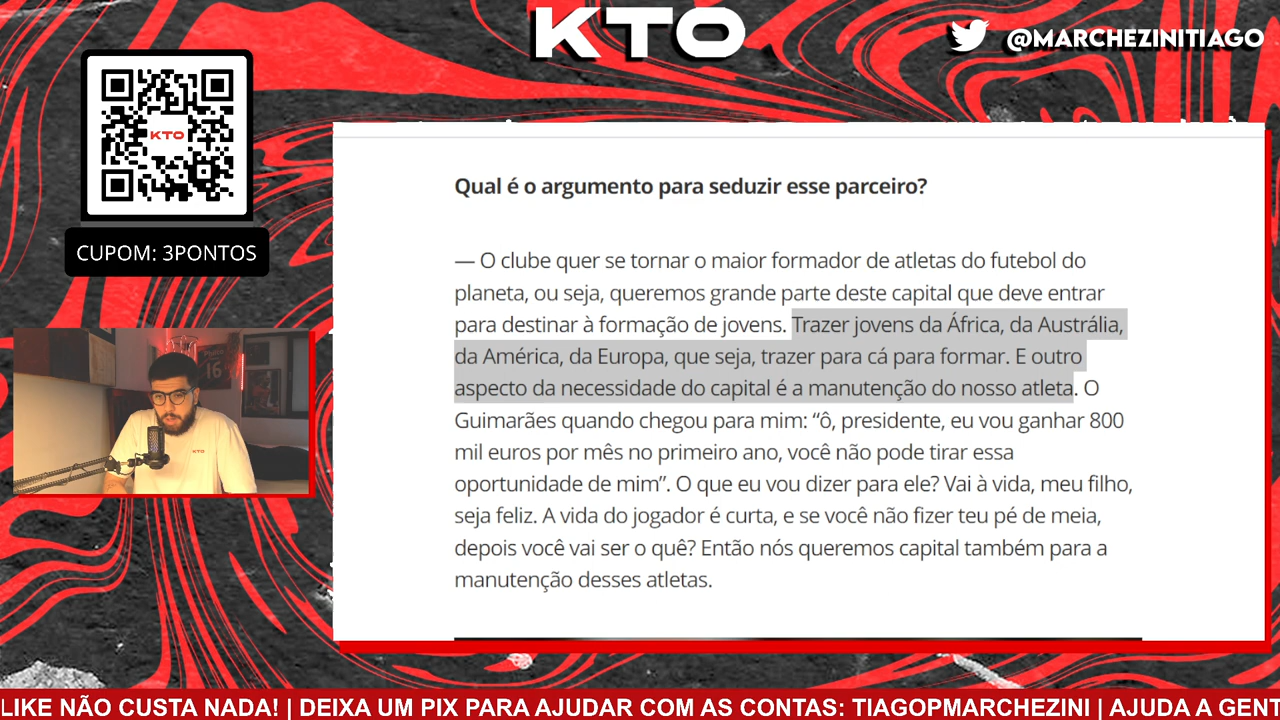 KTO
@MARCHEZINITIAGO
KTO
CUPOM: 3PONTOS
Qual é o argumento para seduzir esse parceiro?
— O clube quer se tornar o maior formador de atletas do futebol do
planeta, ou seja, queremos grande parte deste capital que deve entrar
para destinar à formação de jovens. Trazer jovens da África, da Austrália,
da América, da Europa, que seja, trazer para cá para formar. E outro
aspecto da necessidade do capital é a manutenção do nosso atleta. O
Guimarães quando chegou para mim: “ô, presidente, eu vou ganhar 800
mil euros por mês no primeiro ano, você não pode tirar essa
oportunidade de mim”. O que eu vou dizer para ele? Vai à vida, meu filho,
seja feliz. A vida do jogador é curta, e se você não fizer teu pé de meia,
depois você vai ser o quê? Então nós queremos capital também para a
manutenção desses atletas.
16
KTO
LIKE NÃO CUSTA NADA! | DEIXA UM PIX PARA AJUDAR COM AS CONTAS: TIAGOPMARCHEZINI | AJUDA A GENT